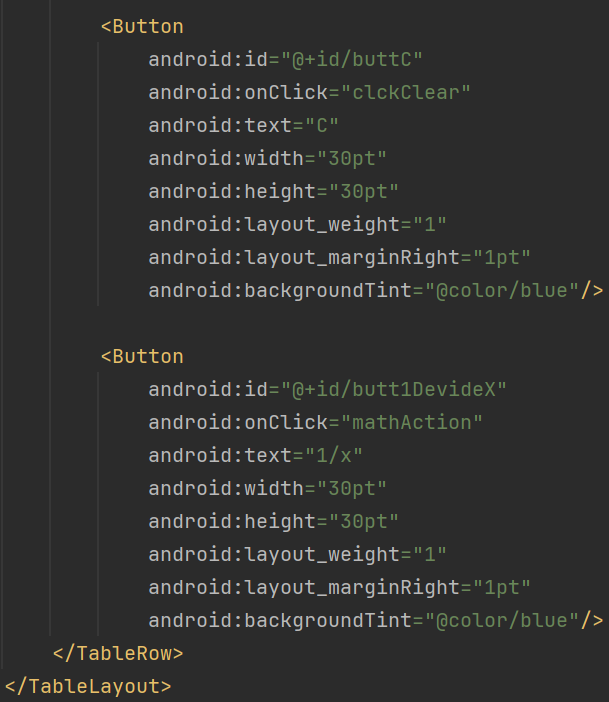 <Button
android:id="@+id/buttC"
android:onClick="clckClear"
android:text="C"
android:width="30pt"
android:height="30pt"
android:layout_weight="1"
android:layout_marginRight="1pt"
android:backgroundTint="@color/blue"/>
<Button
android:id="@+id/butt1DevideX"
android:onClick="mathAction"
android:text="1/x"
android:width="30pt"
android:height="30pt"
android:layout_weight="1"
android:layout_marginRight="1pt"
android:backgroundTint="@color/blue"/>
</TableRow>
</TableLayout>